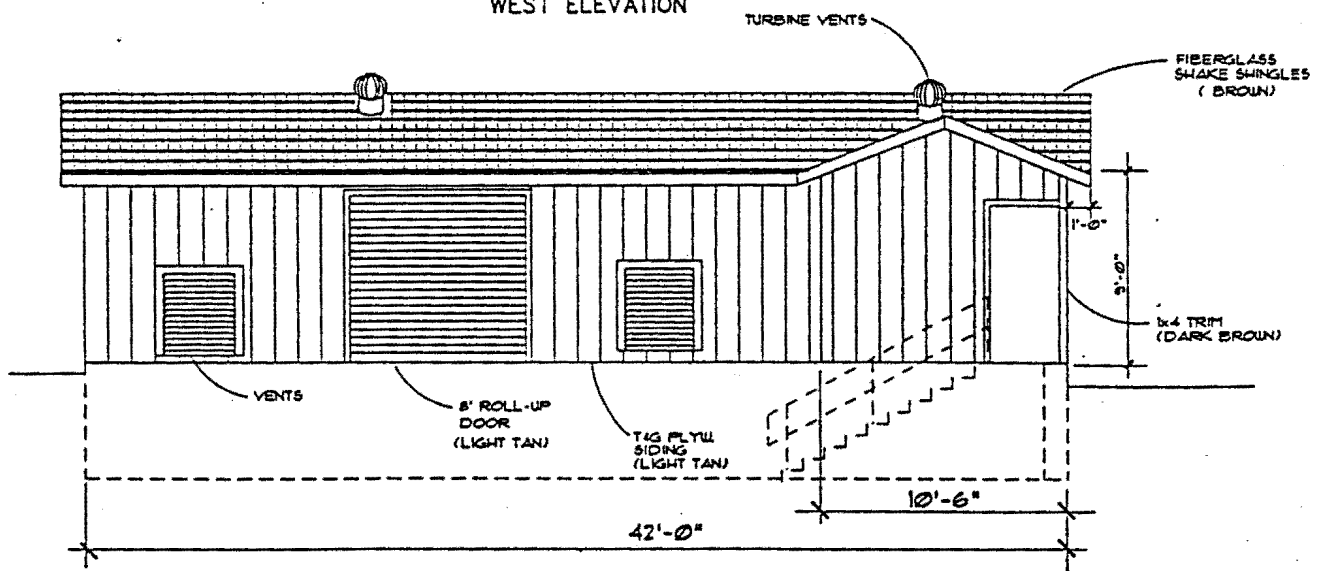 WEST ELEVATION
TURBINE VENTS
FIBERGLASS
SHAKE SHINGLES
( BROWN)
1'-0"
9'-0"
1x4 TRIM
(DARK BROWN)
VENTS
8' ROLL-UP
DOOR
(LIGHT TAN)
T&G PLYW.
SIDING
(LIGHT TAN)
10'-6"
42'-0"